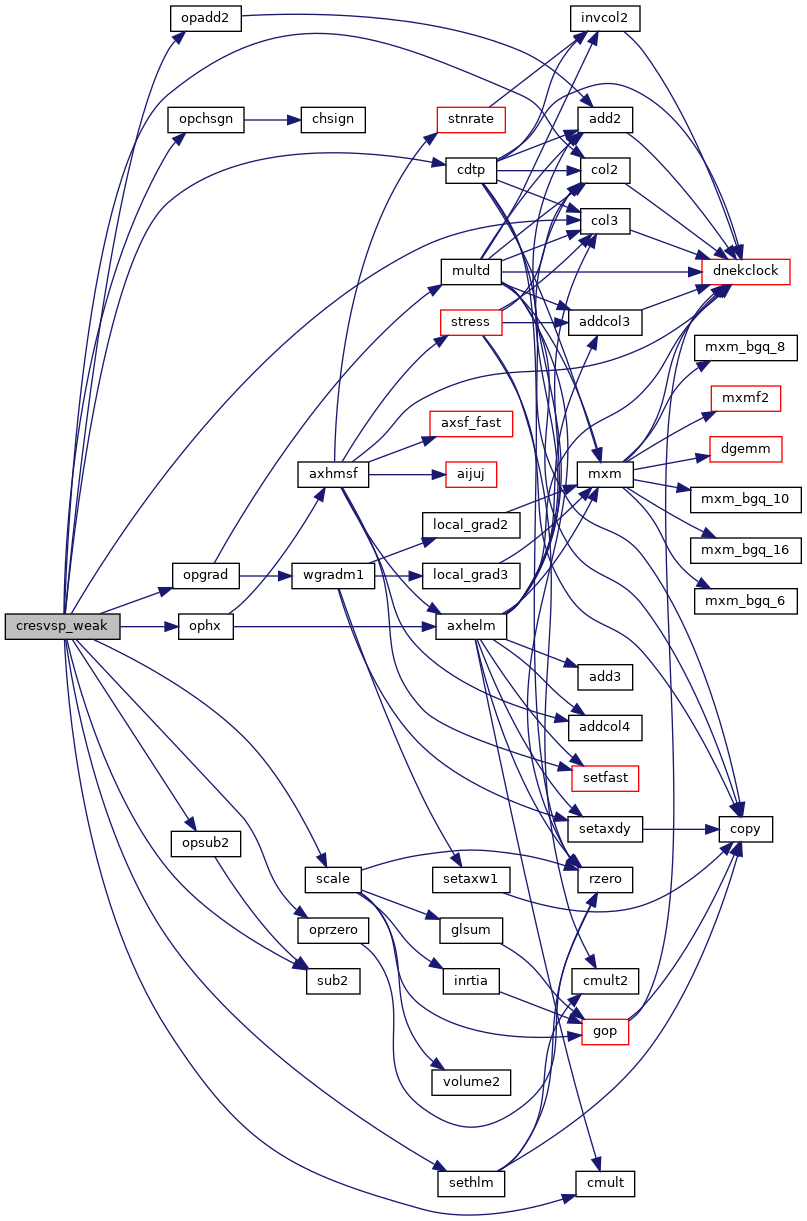 opadd2
invcol2
opchsgn
chsign
stnrate
add2
cdtp
col2
col3
multd
dnekclock
stress
addcol3
mxm_bgq_8
mxmf2
axsf_fast
dgemm
axhmsf
aijuj
mxm
mxm_bgq_10
local_grad2
mxm_bgq_16
opgrad
wgradm1
local_grad3
mxm_bgq_6
cresvsp_weak
ophx
axhelm
add3
addcol4
setfast
opsub2
setaxdy
copy
scale
setaxw1
rzero
oprzero
glsum
sub2
inrtia
cmult2
gop
volume2
sethlm
cmult